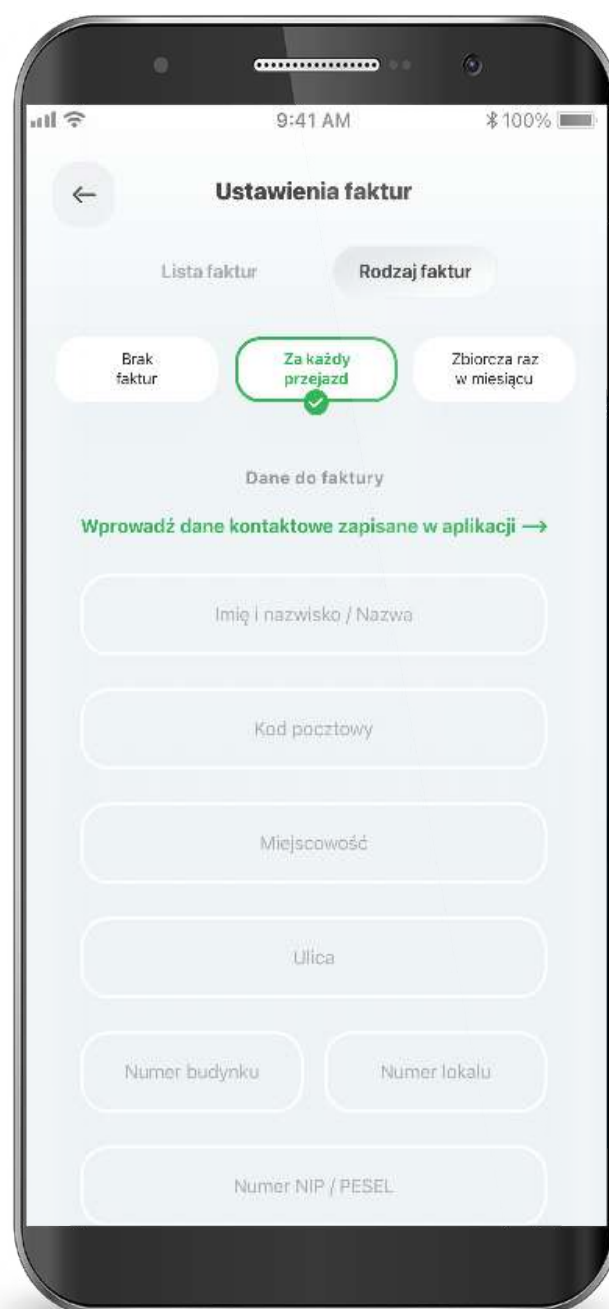 9:41 AM
100%
Ustawienia faktur
Lista faktur
Rodzaj faktur
Brak
faktur
Za każdy
przejazd
Zbiorcza raz
w miesiącu
Dane do faktury
Wprowadź dane kontaktowe zapisane w aplikacji →
Imię i nazwisko / Nazwa
Kod pocztowy
Miejscowość
Ulica
Numer budynku
Numer lokalu
Numer NIP / PESEL